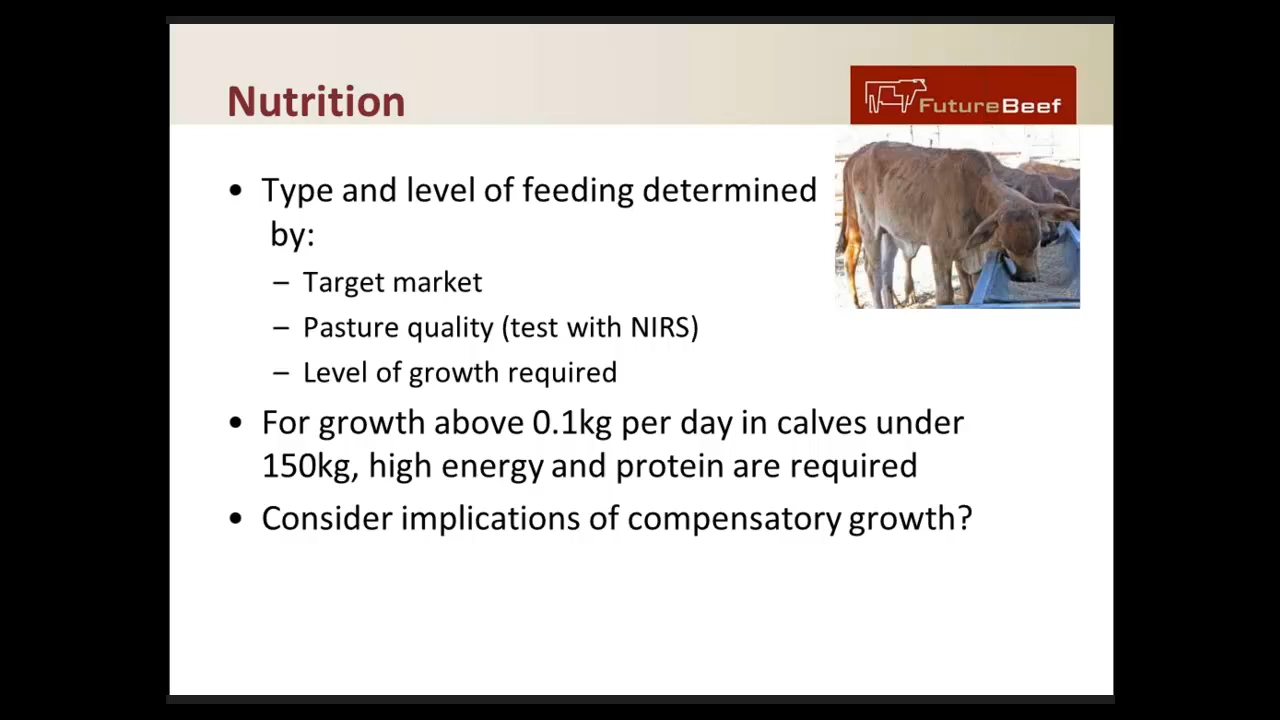 Nutrition
FutureBeef
• Type and level of feeding determined
by:
– Target market
– Pasture quality (test with NIRS)
– Level of growth required
• For growth above 0.1kg per day in calves under
150kg, high energy and protein are required
• Consider implications of compensatory growth?